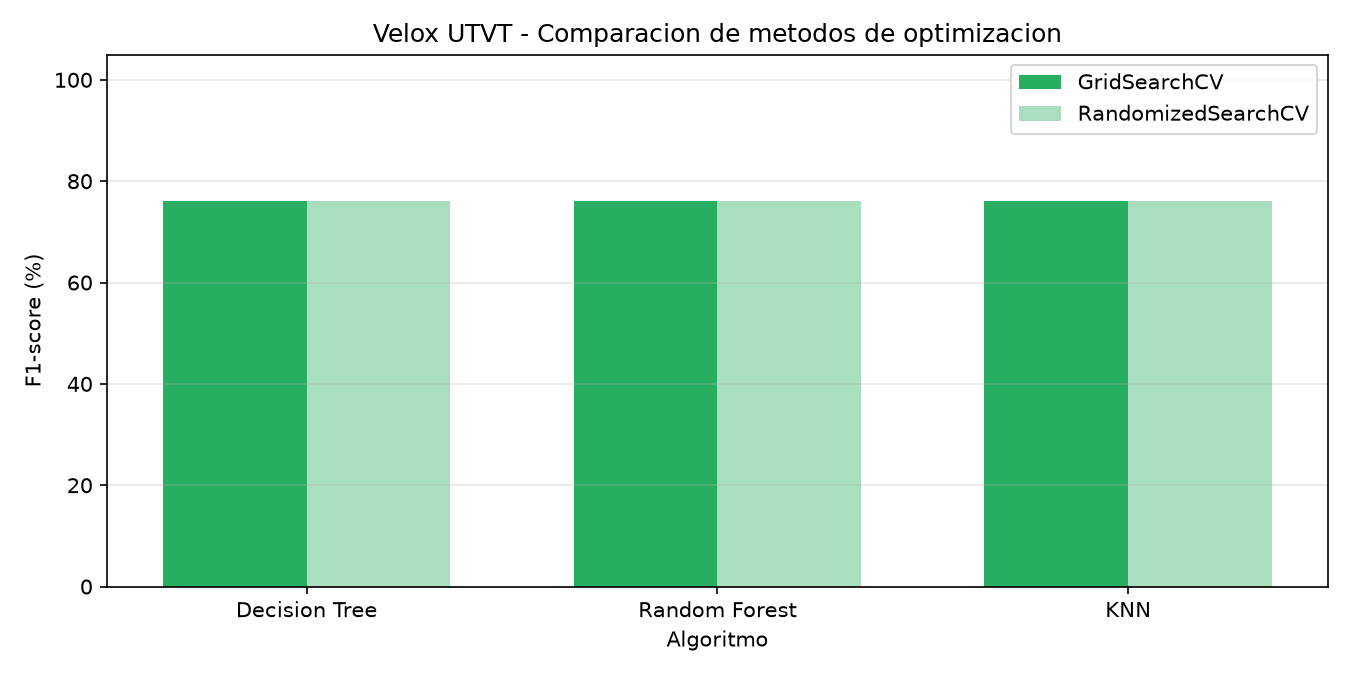 Velox UTVT - Comparacion de metodos de optimizacion
GridSearchCV
RandomizedSearchCV
F1-score (%)
100
80
60
40
20
0
Decision Tree
Random Forest
KNN
Algoritmo